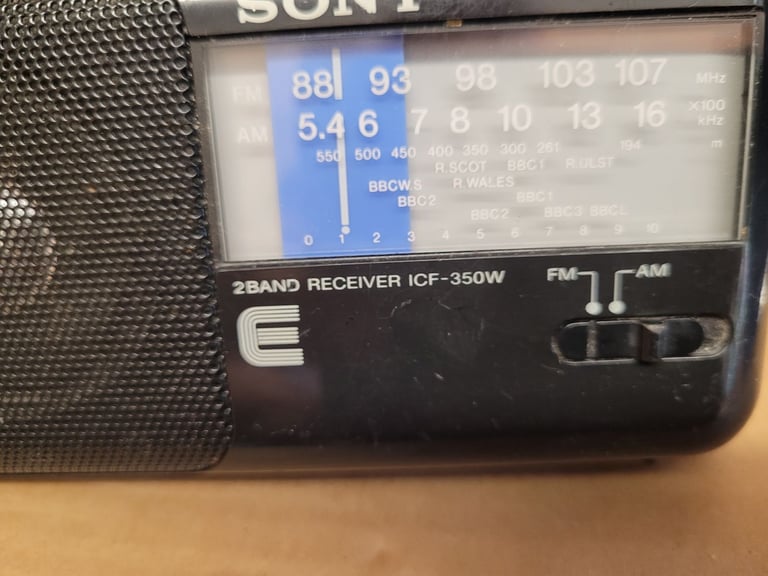 SONY
FM 88 93 98 103 107 MHz
AM 5.4 6 7 8 10 13 16 X100 kHz
550 500 450 400 350 300 261 194 m
R.SCOT BBC1 R.ULST
BBCW.S R.WALES
BBC2 BBC1
BBC2 BBC3 BBCL
0 1 2 3 4 5 6 7 8 9 10
2BAND RECEIVER ICF-350W
FM AM
E